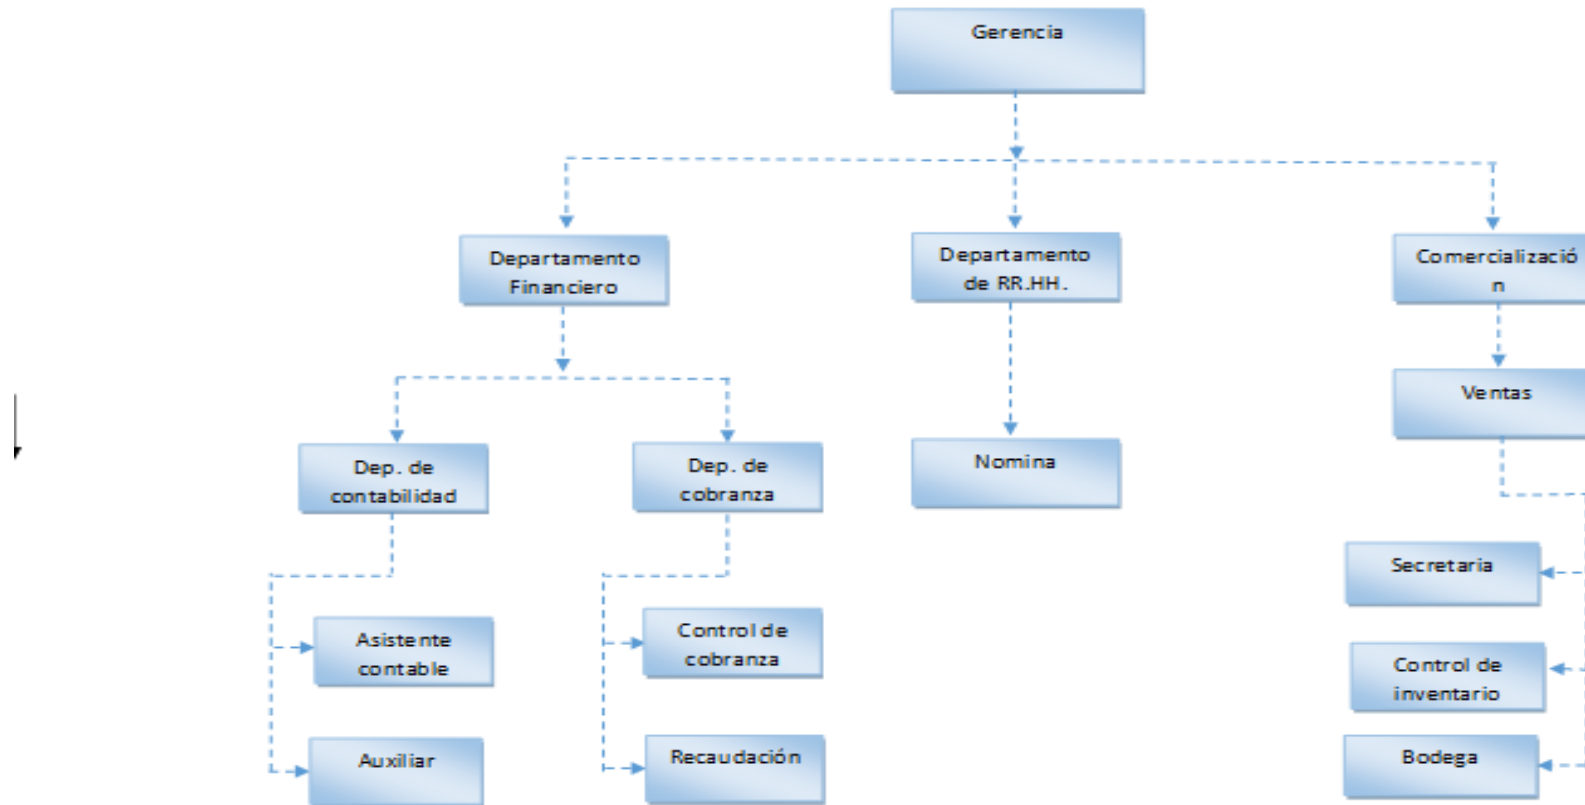 Gerencia
Departamento
Financiero
Departamento
de RR.HH.
Comercializació
n
Ventas
Dep. de
contabilidad
Dep. de
cobranza
Nomina
Secretaria
Asistente
contable
Control de
cobranza
Control de
inventario
Auxiliar
Recaudación
Bodega